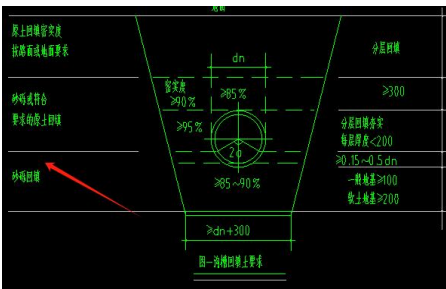 地面
原土回填密实度
按路面或地面要求
dn
分层回填
密实度
≥90%
≥85%
≥300
砂砾或符合
要求的原土回填
≥95%
分层回填夯实
每层厚度<200
2α
≥0.15~0.5dn
砂砾回填
≥85~90%
一般地基≥100
软土地基≥200
≥dn+300
图一沟槽回填土要求